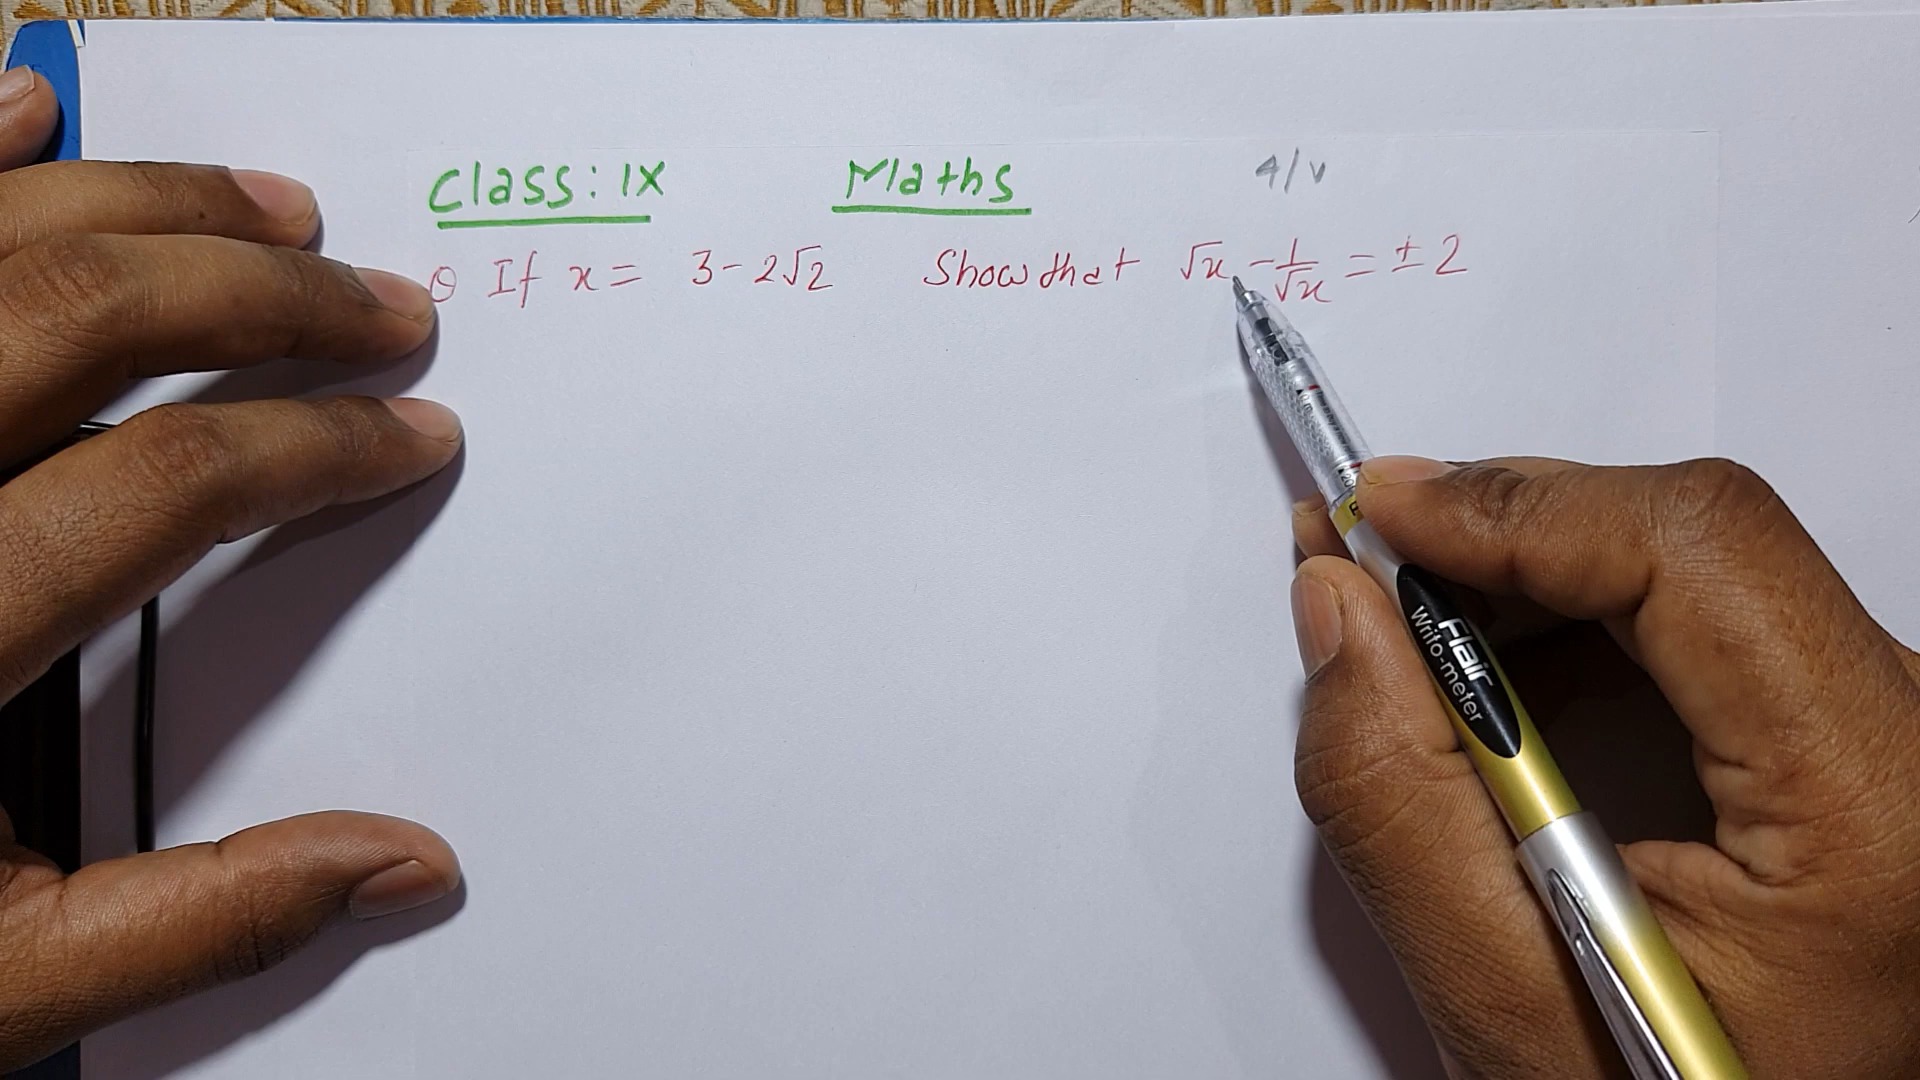 Class: IX Maths 4/v
Q If x = 3-2√2 Show that √x - 1/√x = ± 2
Flair
Writo-meter